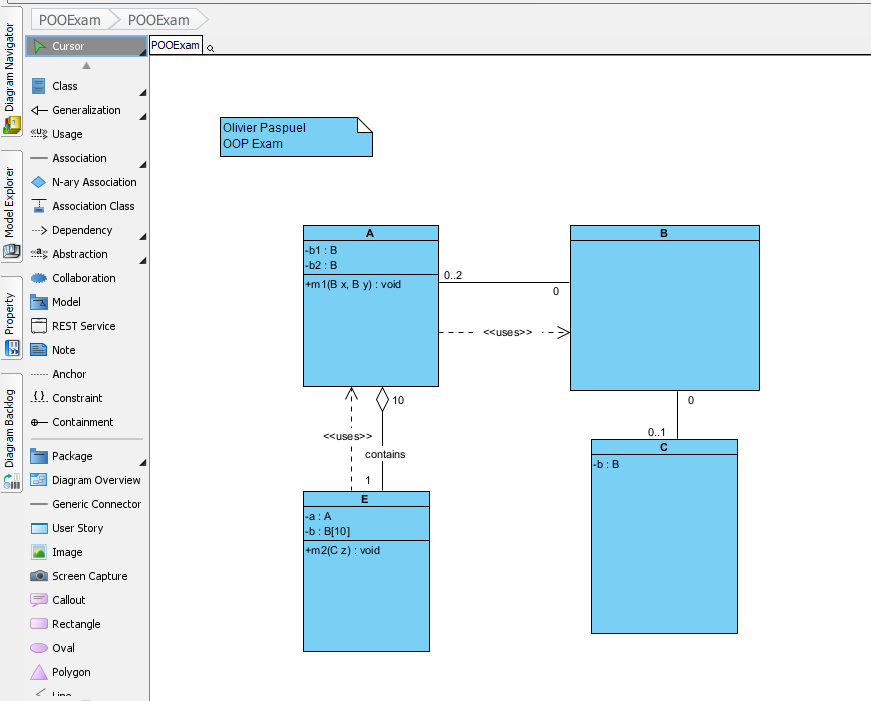 POOExam
POOExam
Diagram Navigator
Model Explorer
Property
Diagram Backlog
Cursor
Class
Generalization
<<U>>
Usage
Association
N-ary Association
Association Class
Dependency
<<a>>
Abstraction
Collaboration
Model
REST Service
Note
Anchor
{}
Constraint
Containment
Package
Diagram Overview
Generic Connector
User Story
Image
Screen Capture
Callout
Rectangle
Oval
Polygon
Line
POOExam
Olivier Paspuel
OOP Exam
A
-b1 : B
-b2 : B
+m1(B x, B y) : void
0..2
0
<<uses>>
B
10
<<uses>>
contains
1
0
0..1
E
-a : A
-b : B[10]
+m2(C z) : void
C
-b : B